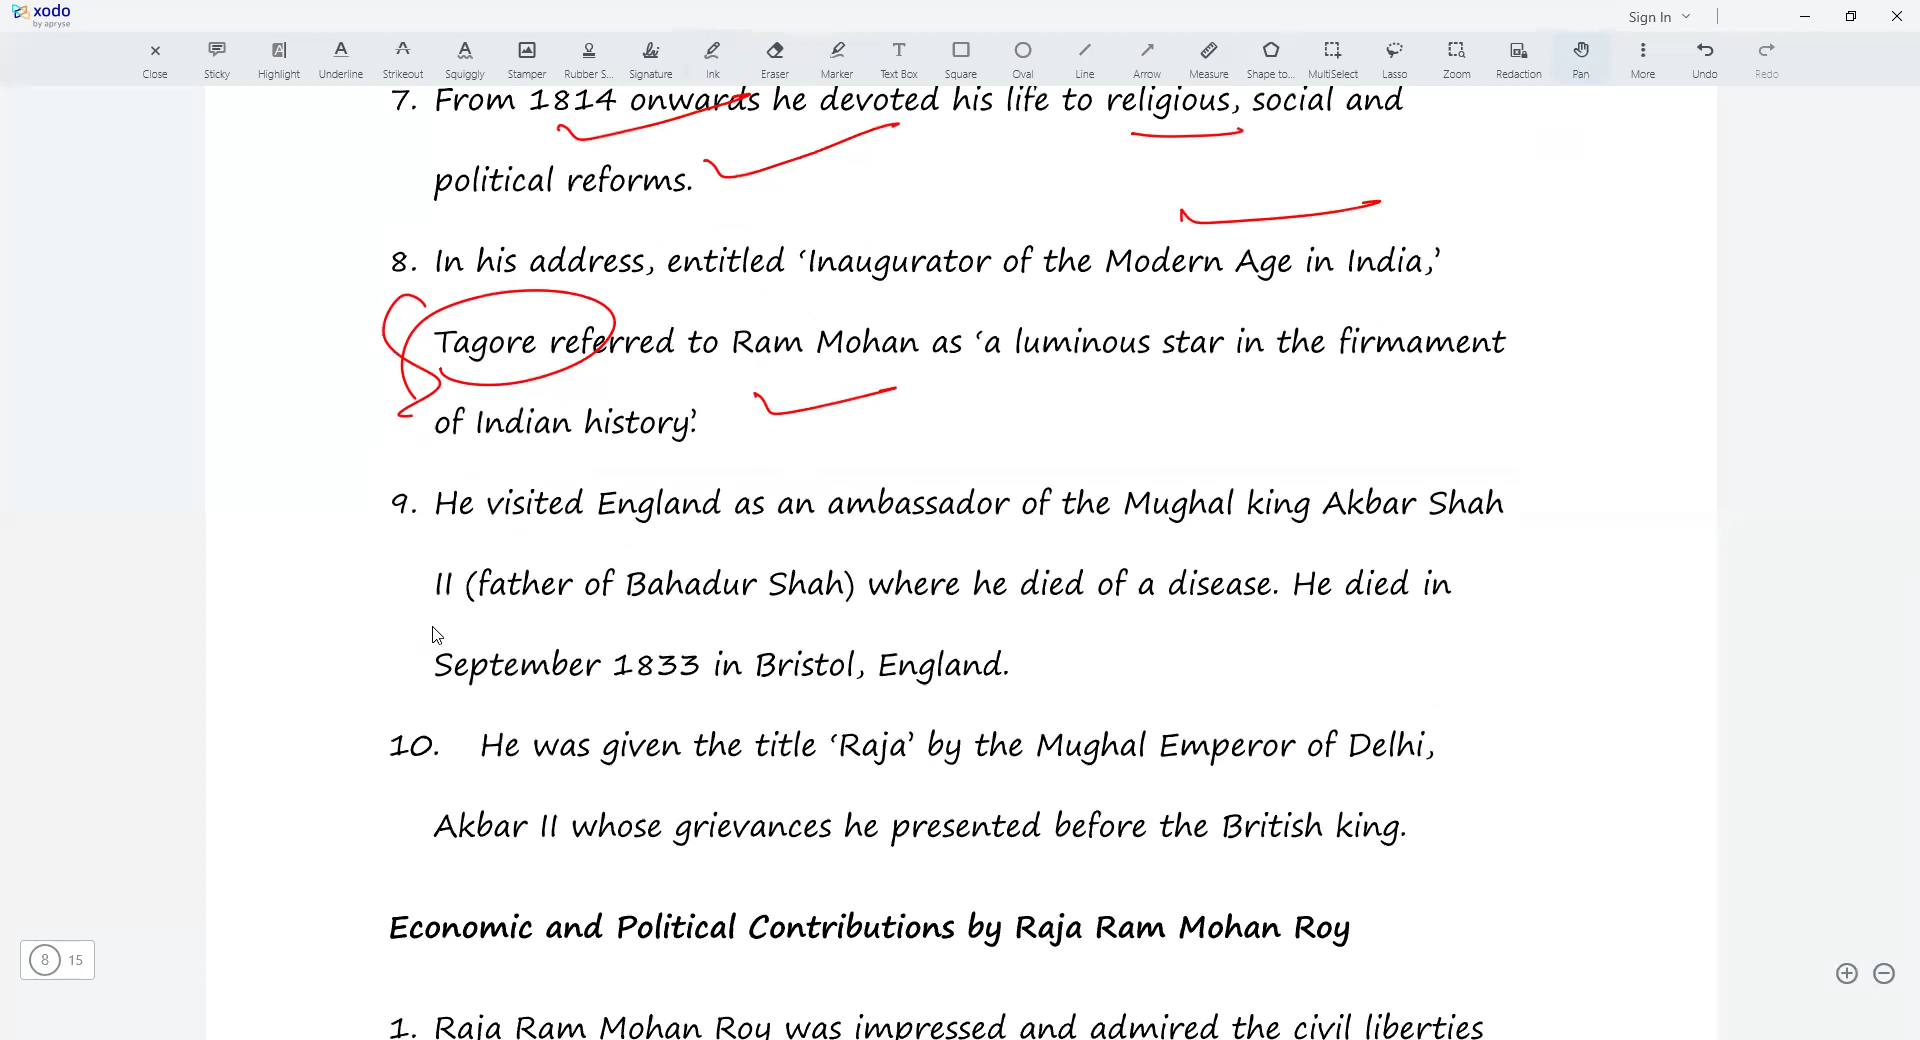 xodo
by apryse
Sign In
Close
Sticky
Highlight
Underline
Strikeout
Squiggly
Stamper
Rubber S...
Signature
Ink
Eraser
Marker
Text Box
Square
Oval
Line
Arrow
Measure
Shape to...
MultiSelect
Lasso
Zoom
Redaction
Pan
More
Undo
Redo
7. From 1814 onwards he devoted his life to religious, social and
political reforms.
8. In his address, entitled ‘Inaugurator of the Modern Age in India,’
Tagore referred to Ram Mohan as ‘a luminous star in the firmament
of Indian history’.
9. He visited England as an ambassador of the Mughal king Akbar Shah
II (father of Bahadur Shah) where he died of a disease. He died in
September 1833 in Bristol, England.
10. He was given the title ‘Raja’ by the Mughal Emperor of Delhi,
Akbar II whose grievances he presented before the British king.
Economic and Political Contributions by Raja Ram Mohan Roy
1. Raja Ram Mohan Roy was impressed and admired the civil liberties
8 15